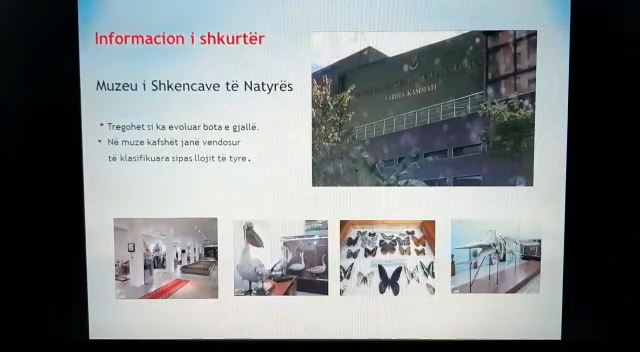 Informacion i shkurtër
Muzeu i Shkencave të Natyrës
• Tregohet si ka evoluar bota e gjallë.
• Në muze kafshët janë vendosur
të klasifikuara sipas llojit të tyre.